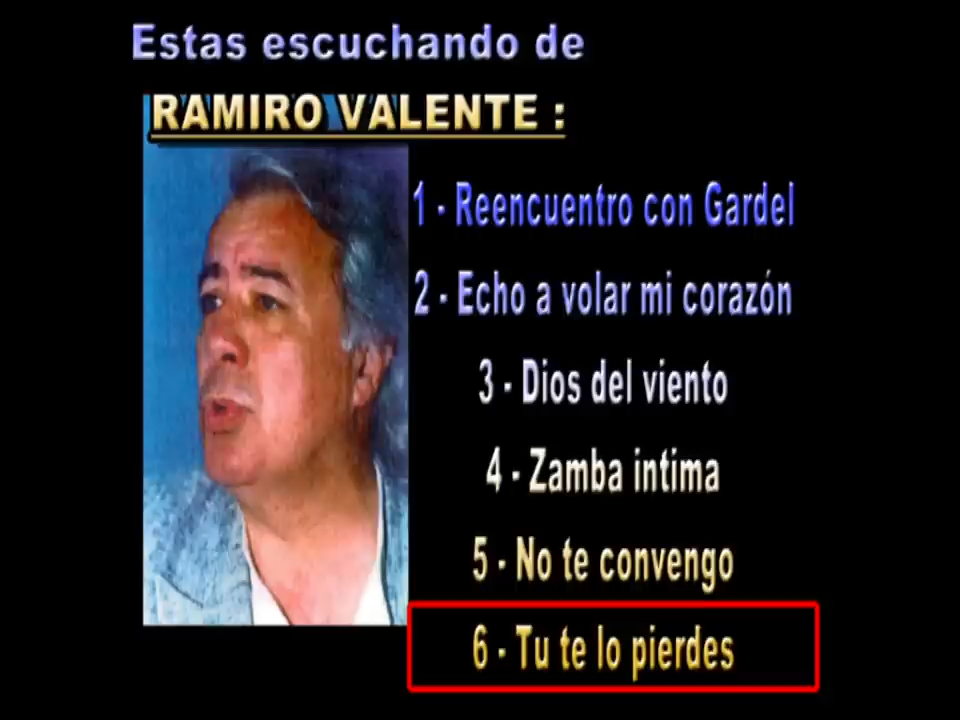 Estas escuchando de
RAMIRO VALENTE :
1 - Reencuentro con Gardel
2 - Echo a volar mi corazón
3 - Dios del viento
4 - Zamba intima
5 - No te convengo
6 - Tu te lo pierdes